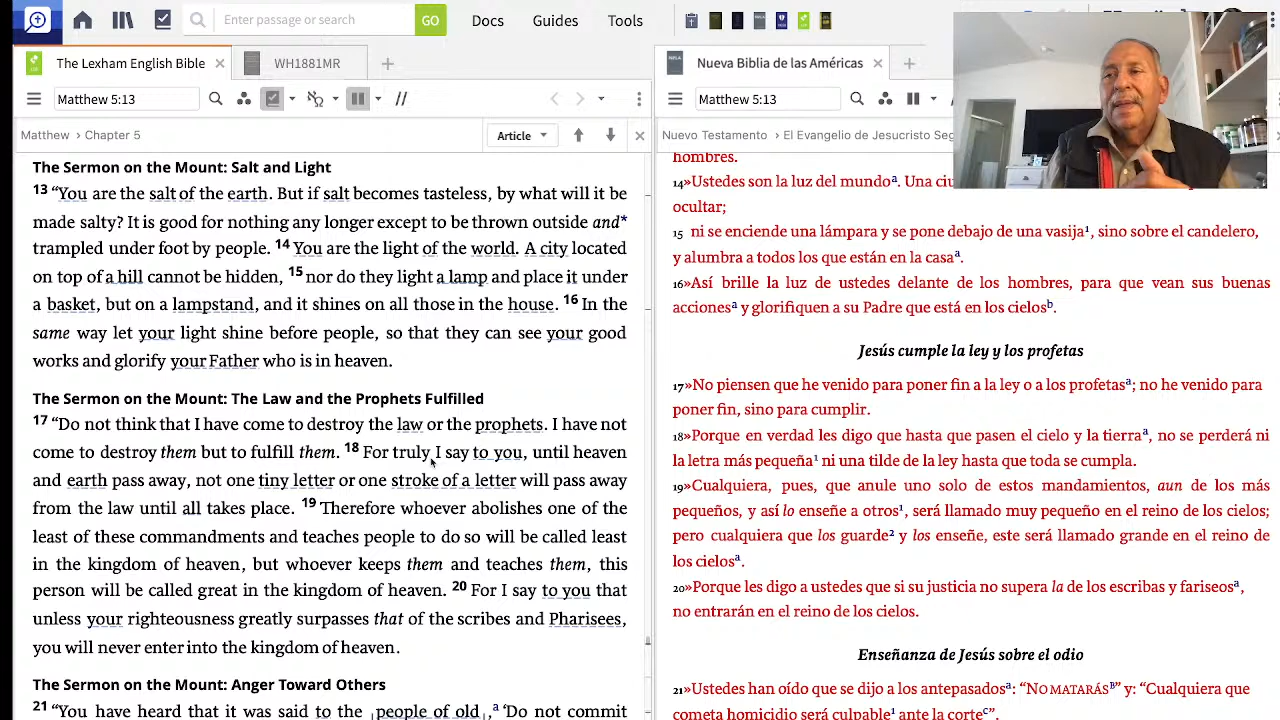 Enter passage or search
GO
Docs
Guides
Tools
The Lexham English Bible
WH1881MR
Matthew 5:13
Matthew › Chapter 5
Article
The Sermon on the Mount: Salt and Light
13 “You are the salt of the earth. But if salt becomes tasteless, by what will it be
made salty? It is good for nothing any longer except to be thrown outside and*
trampled under foot by people. 14 You are the light of the world. A city located
on top of a hill cannot be hidden, 15 nor do they light a lamp and place it under
a basket, but on a lampstand, and it shines on all those in the house. 16 In the
same way let your light shine before people, so that they can see your good
works and glorify your Father who is in heaven.
The Sermon on the Mount: The Law and the Prophets Fulfilled
17 “Do not think that I have come to destroy the law or the prophets. I have not
come to destroy them but to fulfill them. 18 For truly I say to you, until heaven
and earth pass away, not one tiny letter or one stroke of a letter will pass away
from the law until all takes place. 19 Therefore whoever abolishes one of the
least of these commandments and teaches people to do so will be called least
in the kingdom of heaven, but whoever keeps them and teaches them, this
person will be called great in the kingdom of heaven. 20 For I say to you that
unless your righteousness greatly surpasses that of the scribes and Pharisees,
you will never enter into the kingdom of heaven.
The Sermon on the Mount: Anger Toward Others
21 “You have heard that it was said to the people of old,a ‘Do not commit
Nueva Biblia de las Américas
Matthew 5:13
Nuevo Testamento › El Evangelio de Jesucristo Seg
hombres.
14 »Ustedes son la luz del mundoa. Una ciu
ocultar;
15 ni se enciende una lámpara y se pone debajo de una vasija1, sino sobre el candelero,
y alumbra a todos los que están en la casaa.
16 »Así brille la luz de ustedes delante de los hombres, para que vean sus buenas
accionesa y glorifiquen a su Padre que está en los cielosb.
Jesús cumple la ley y los profetas
17 »No piensen que he venido para poner fin a la ley o a los profetasa; no he venido para
poner fin, sino para cumplir.
18 »Porque en verdad les digo que hasta que pasen el cielo y la tierraa, no se perderá ni
la letra más pequeña1 ni una tilde de la ley hasta que toda se cumpla.
19 »Cualquiera, pues, que anule uno solo de estos mandamientos, aun de los más
pequeños, y así lo enseñe a otros1, será llamado muy pequeño en el reino de los cielos;
pero cualquiera que los guarde2 y los enseñe, este será llamado grande en el reino de
los cielosa.
20 »Porque les digo a ustedes que si su justicia no supera la de los escribas y fariseosa,
no entrarán en el reino de los cielos.
Enseñanza de Jesús sobre el odio
21 »Ustedes han oído que se dijo a los antepasadosa: “NO MATARÁSB” y: “Cualquiera que
cometa homicidio será culpable1 ante la cortec”.